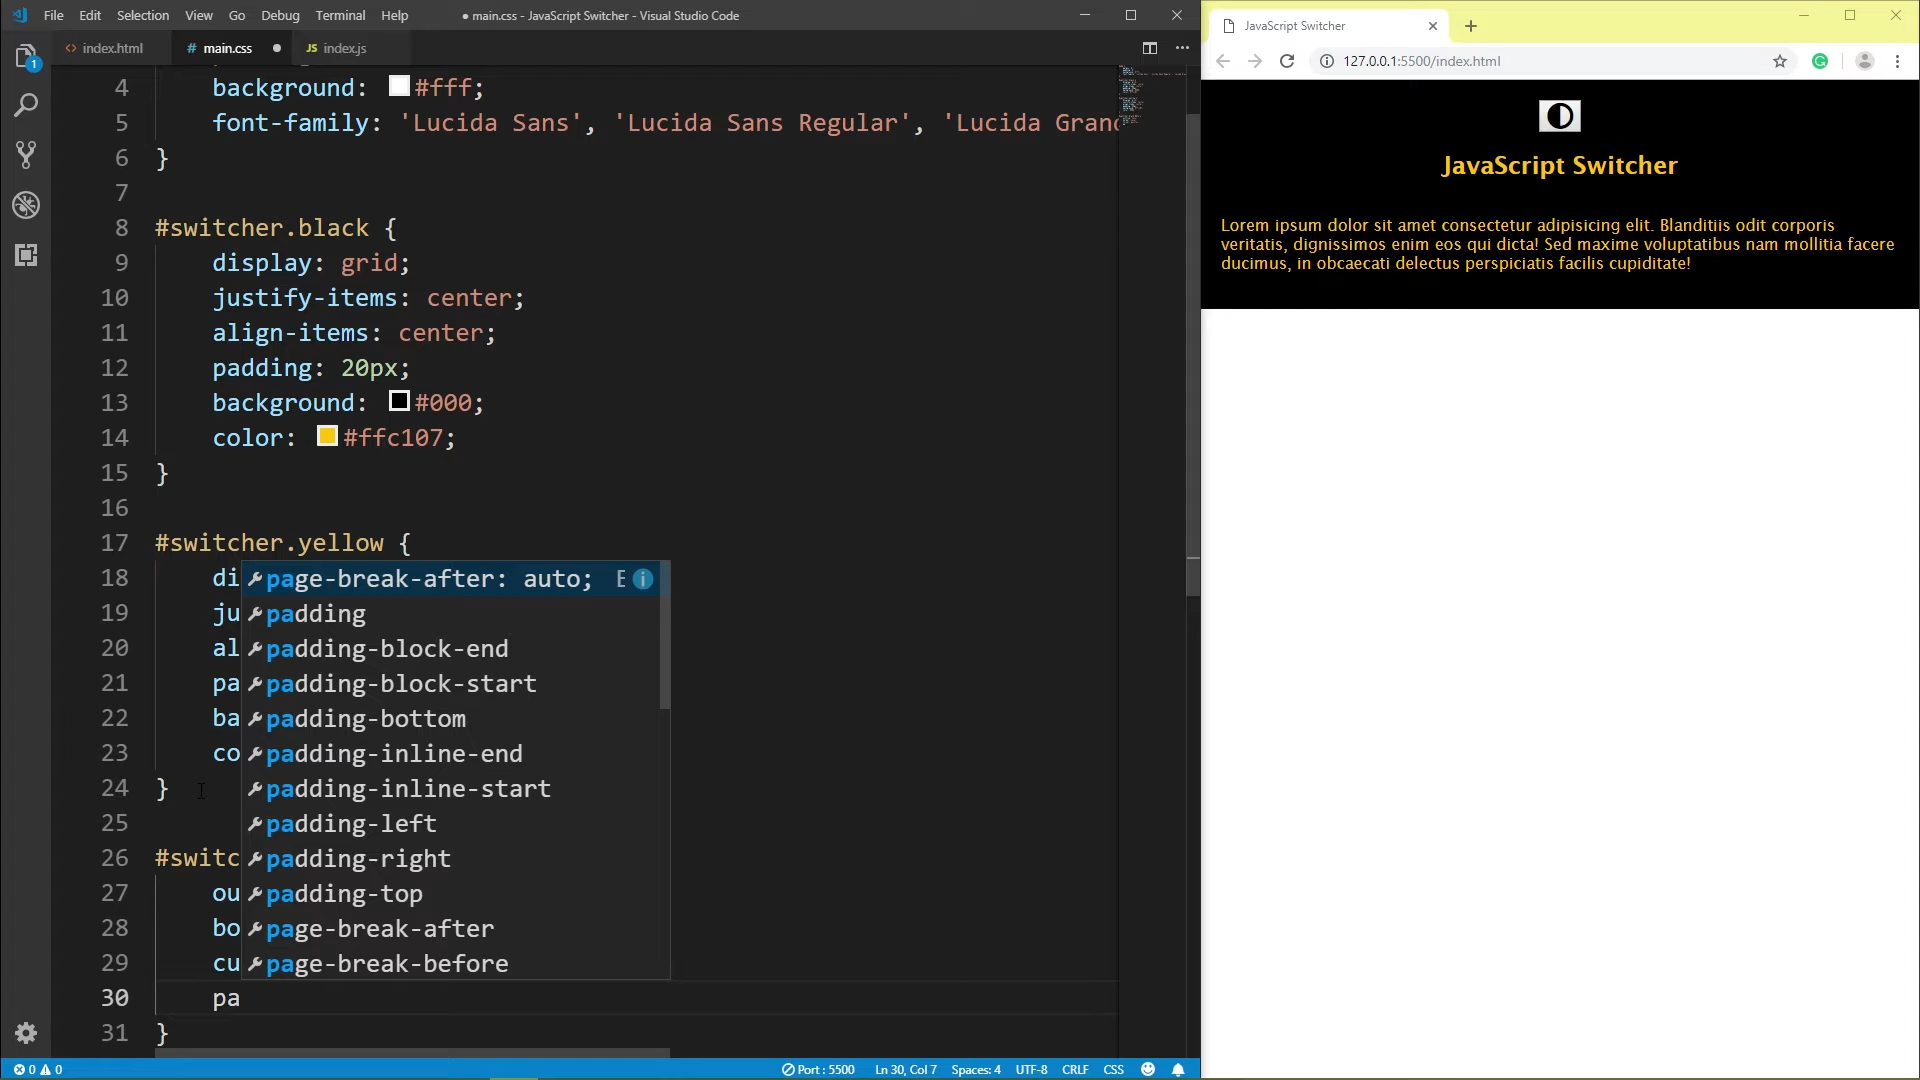 File Edit Selection View Go Debug Terminal Help
● main.css - JavaScript Switcher - Visual Studio Code
<> index.html
# main.css ●
JS index.js
1
4 background: #fff;
5 font-family: 'Lucida Sans', 'Lucida Sans Regular', 'Lucida Grand
6 }
7
8 #switcher.black {
9 display: grid;
10 justify-items: center;
11 align-items: center;
12 padding: 20px;
13 background: #000;
14 color: #ffc107;
15 }
16
17 #switcher.yellow {
18 di
19 ju
20 al
21 pa
22 ba
23 co
24 }
25
26 #switc
27 ou
28 bo
29 cu
30 pa
31 }
page-break-after: auto; E
padding
padding-block-end
padding-block-start
padding-bottom
padding-inline-end
padding-inline-start
padding-left
padding-right
padding-top
page-break-after
page-break-before
0 0 Port : 5500 Ln 30, Col 7 Spaces: 4 UTF-8 CRLF CSS
JavaScript Switcher
127.0.0.1:5500/index.html
JavaScript Switcher
Lorem ipsum dolor sit amet consectetur adipisicing elit. Blanditiis odit corporis
veritatis, dignissimos enim eos qui dicta! Sed maxime voluptatibus nam mollitia facere
ducimus, in obcaecati delectus perspiciatis facilis cupiditate!